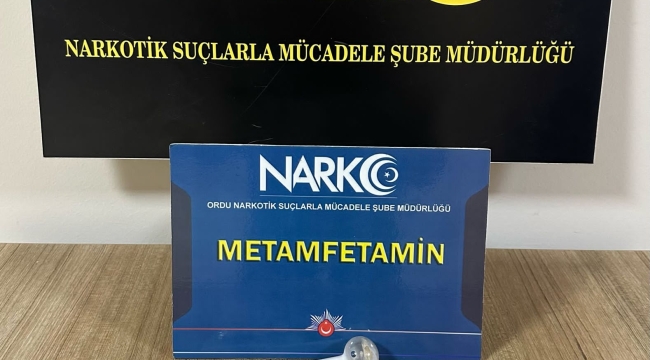 NARKOTİK SUÇLARLA MÜCADELE ŞUBE MÜDÜRLÜĞÜ
NARKO
ORDU NARKOTİK SUÇLARLA MÜCADELE ŞUBE MÜDÜRLÜĞÜ
METAMFETAMİN